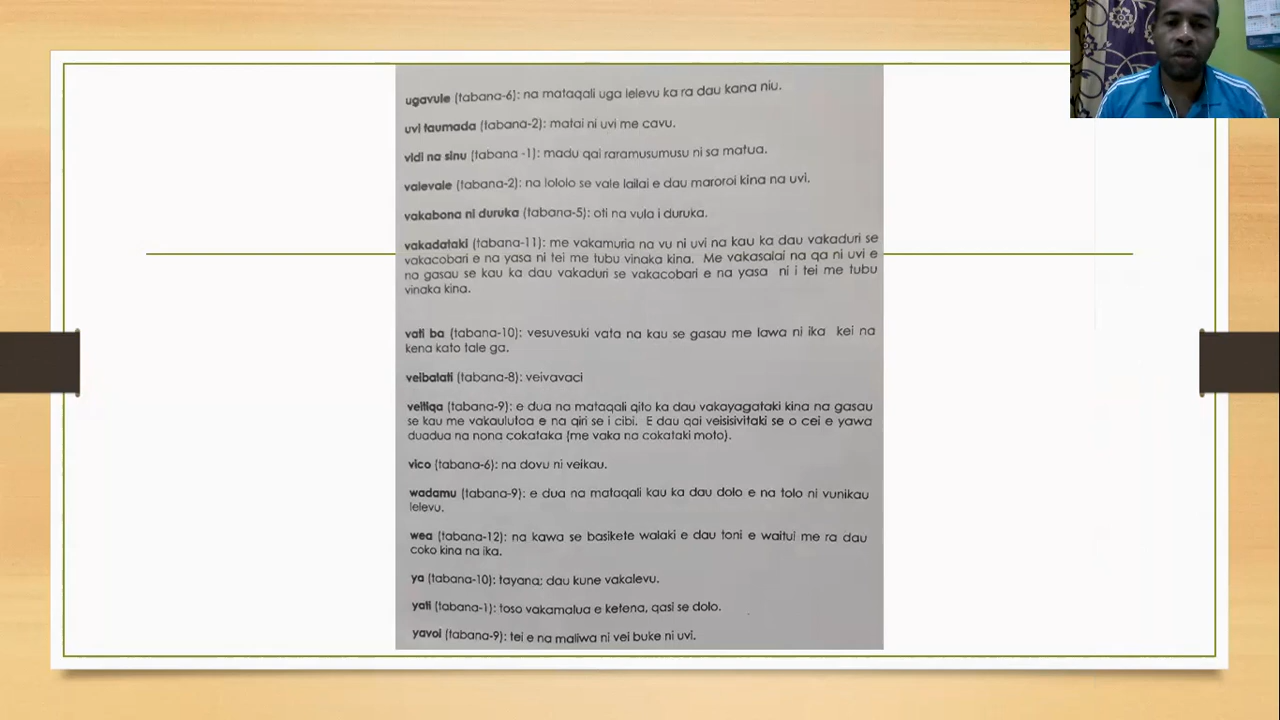 ugavule (tabana-6): na mataqali uga lelevu ka ra dau kana niu.
uvi taumada (tabana-2): matai ni uvi me cavu.
vidi na sinu (tabana -1): madu qai raramusumusu ni sa matua.
valevale (tabana-2): na lololo se vale lailai e dau maroroi kina na uvi.
vakabona ni duruka (tabana-5): oti na vula i duruka.
vakadataki (tabana-11): me vakamuria na vu ni uvi na kau ka dau vakaduri se
vakacobari e na yasa ni tei me tubu vinaka kina. Me vakasalai na qa ni uvi e
na gasau se kau ka dau vakaduri se vakacobari e na yasa ni i tei me tubu
vinaka kina.
vati ba (tabana-10): vesuvesuki vata na kau se gasau me lawa ni ika kei na
kena kato tale ga.
veibalati (tabana-8): veivavaci
veitiqa (tabana-9): e dua na mataqali qito ka dau vakayagataki kina na gasau
se kau me vakaulutoa e na qiri se i cibi. E dau qai veisisivitaki se o cei e yawa
duadua na nona cokataka (me vaka na cokataki moto).
vico (tabana-6): na dovu ni veikau.
wadamu (tabana-9): e dua na mataqali kau ka dau dolo e na tolo ni vunikau
lelevu.
wea (tabana-12): na kawa se basikete walaki e dau toni e waitui me ra dau
coko kina na ika.
ya (tabana-10): tayana; dau kune vakalevu.
yati (tabana-1): toso vakamalua e ketena, qasi se dolo.
yavoi (tabana-9): tei e na maliwa ni vei buke ni uvi.